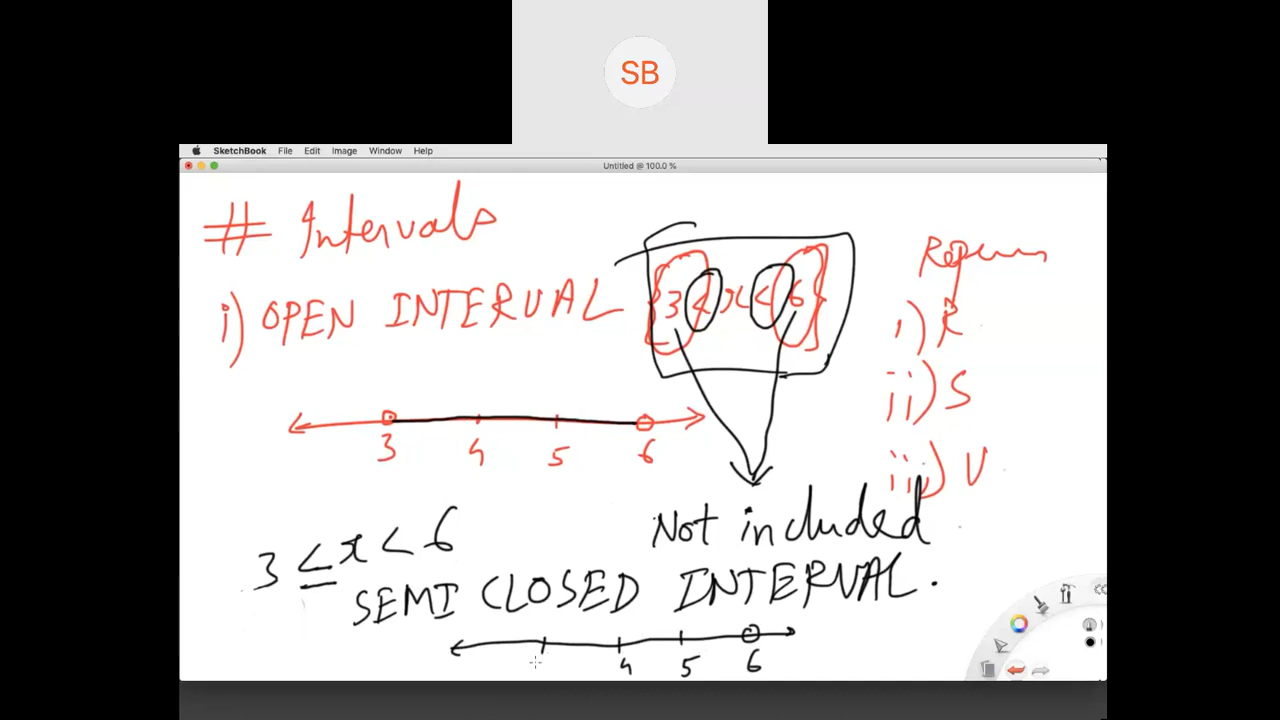 SB
SketchBook File Edit Image Window Help
Untitled @ 100.0 %
# Intervals
i) OPEN INTERVAL {3 < x < 6}
i) R
ii) S
iii) V
3 4 5 6
Not included
3 ≤ x < 6
SEMI CLOSED INTERVAL.
4 5 6